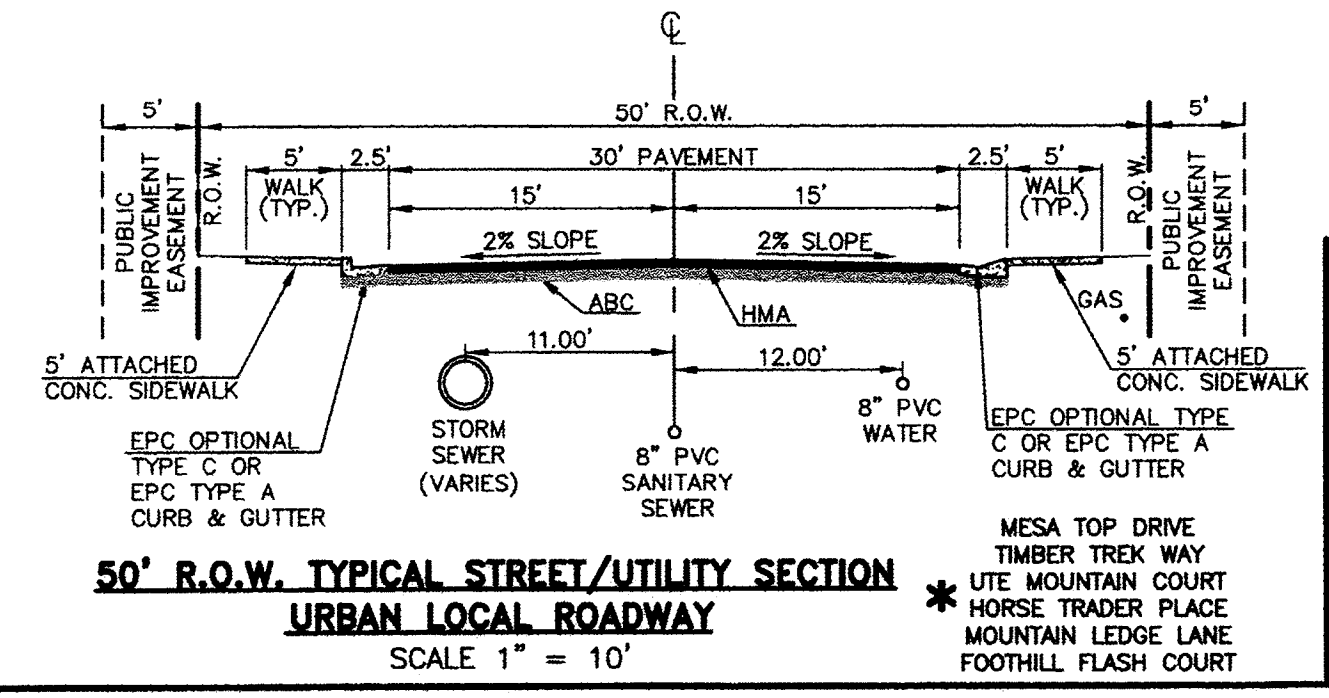 ℄
5'
50' R.O.W.
5'
5'
2.5'
30' PAVEMENT
2.5'
5'
WALK
(TYP.)
15'
15'
WALK
(TYP.)
PUBLIC
IMPROVEMENT
EASEMENT
R.O.W.
R.O.W.
PUBLIC
IMPROVEMENT
EASEMENT
2% SLOPE
2% SLOPE
ABC
HMA
GAS
11.00'
12.00'
5' ATTACHED
CONC. SIDEWALK
5' ATTACHED
CONC. SIDEWALK
EPC OPTIONAL
TYPE C OR
EPC TYPE A
CURB & GUTTER
STORM
SEWER
(VARIES)
8" PVC
SANITARY
SEWER
8" PVC
WATER
EPC OPTIONAL TYPE
C OR EPC TYPE A
CURB & GUTTER
50' R.O.W. TYPICAL STREET/UTILITY SECTION
URBAN LOCAL ROADWAY
SCALE 1" = 10'
MESA TOP DRIVE
TIMBER TREK WAY
* UTE MOUNTAIN COURT
HORSE TRADER PLACE
MOUNTAIN LEDGE LANE
FOOTHILL FLASH COURT